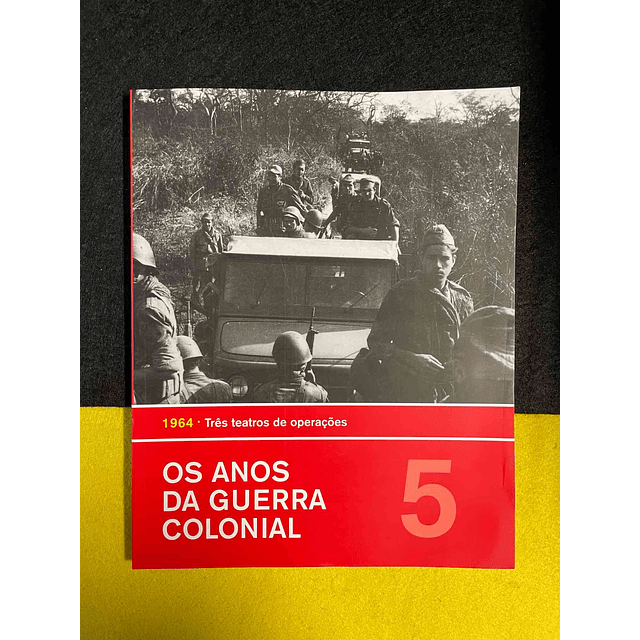 1964 · Três teatros de operações
OS ANOS
DA GUERRA
COLONIAL
5